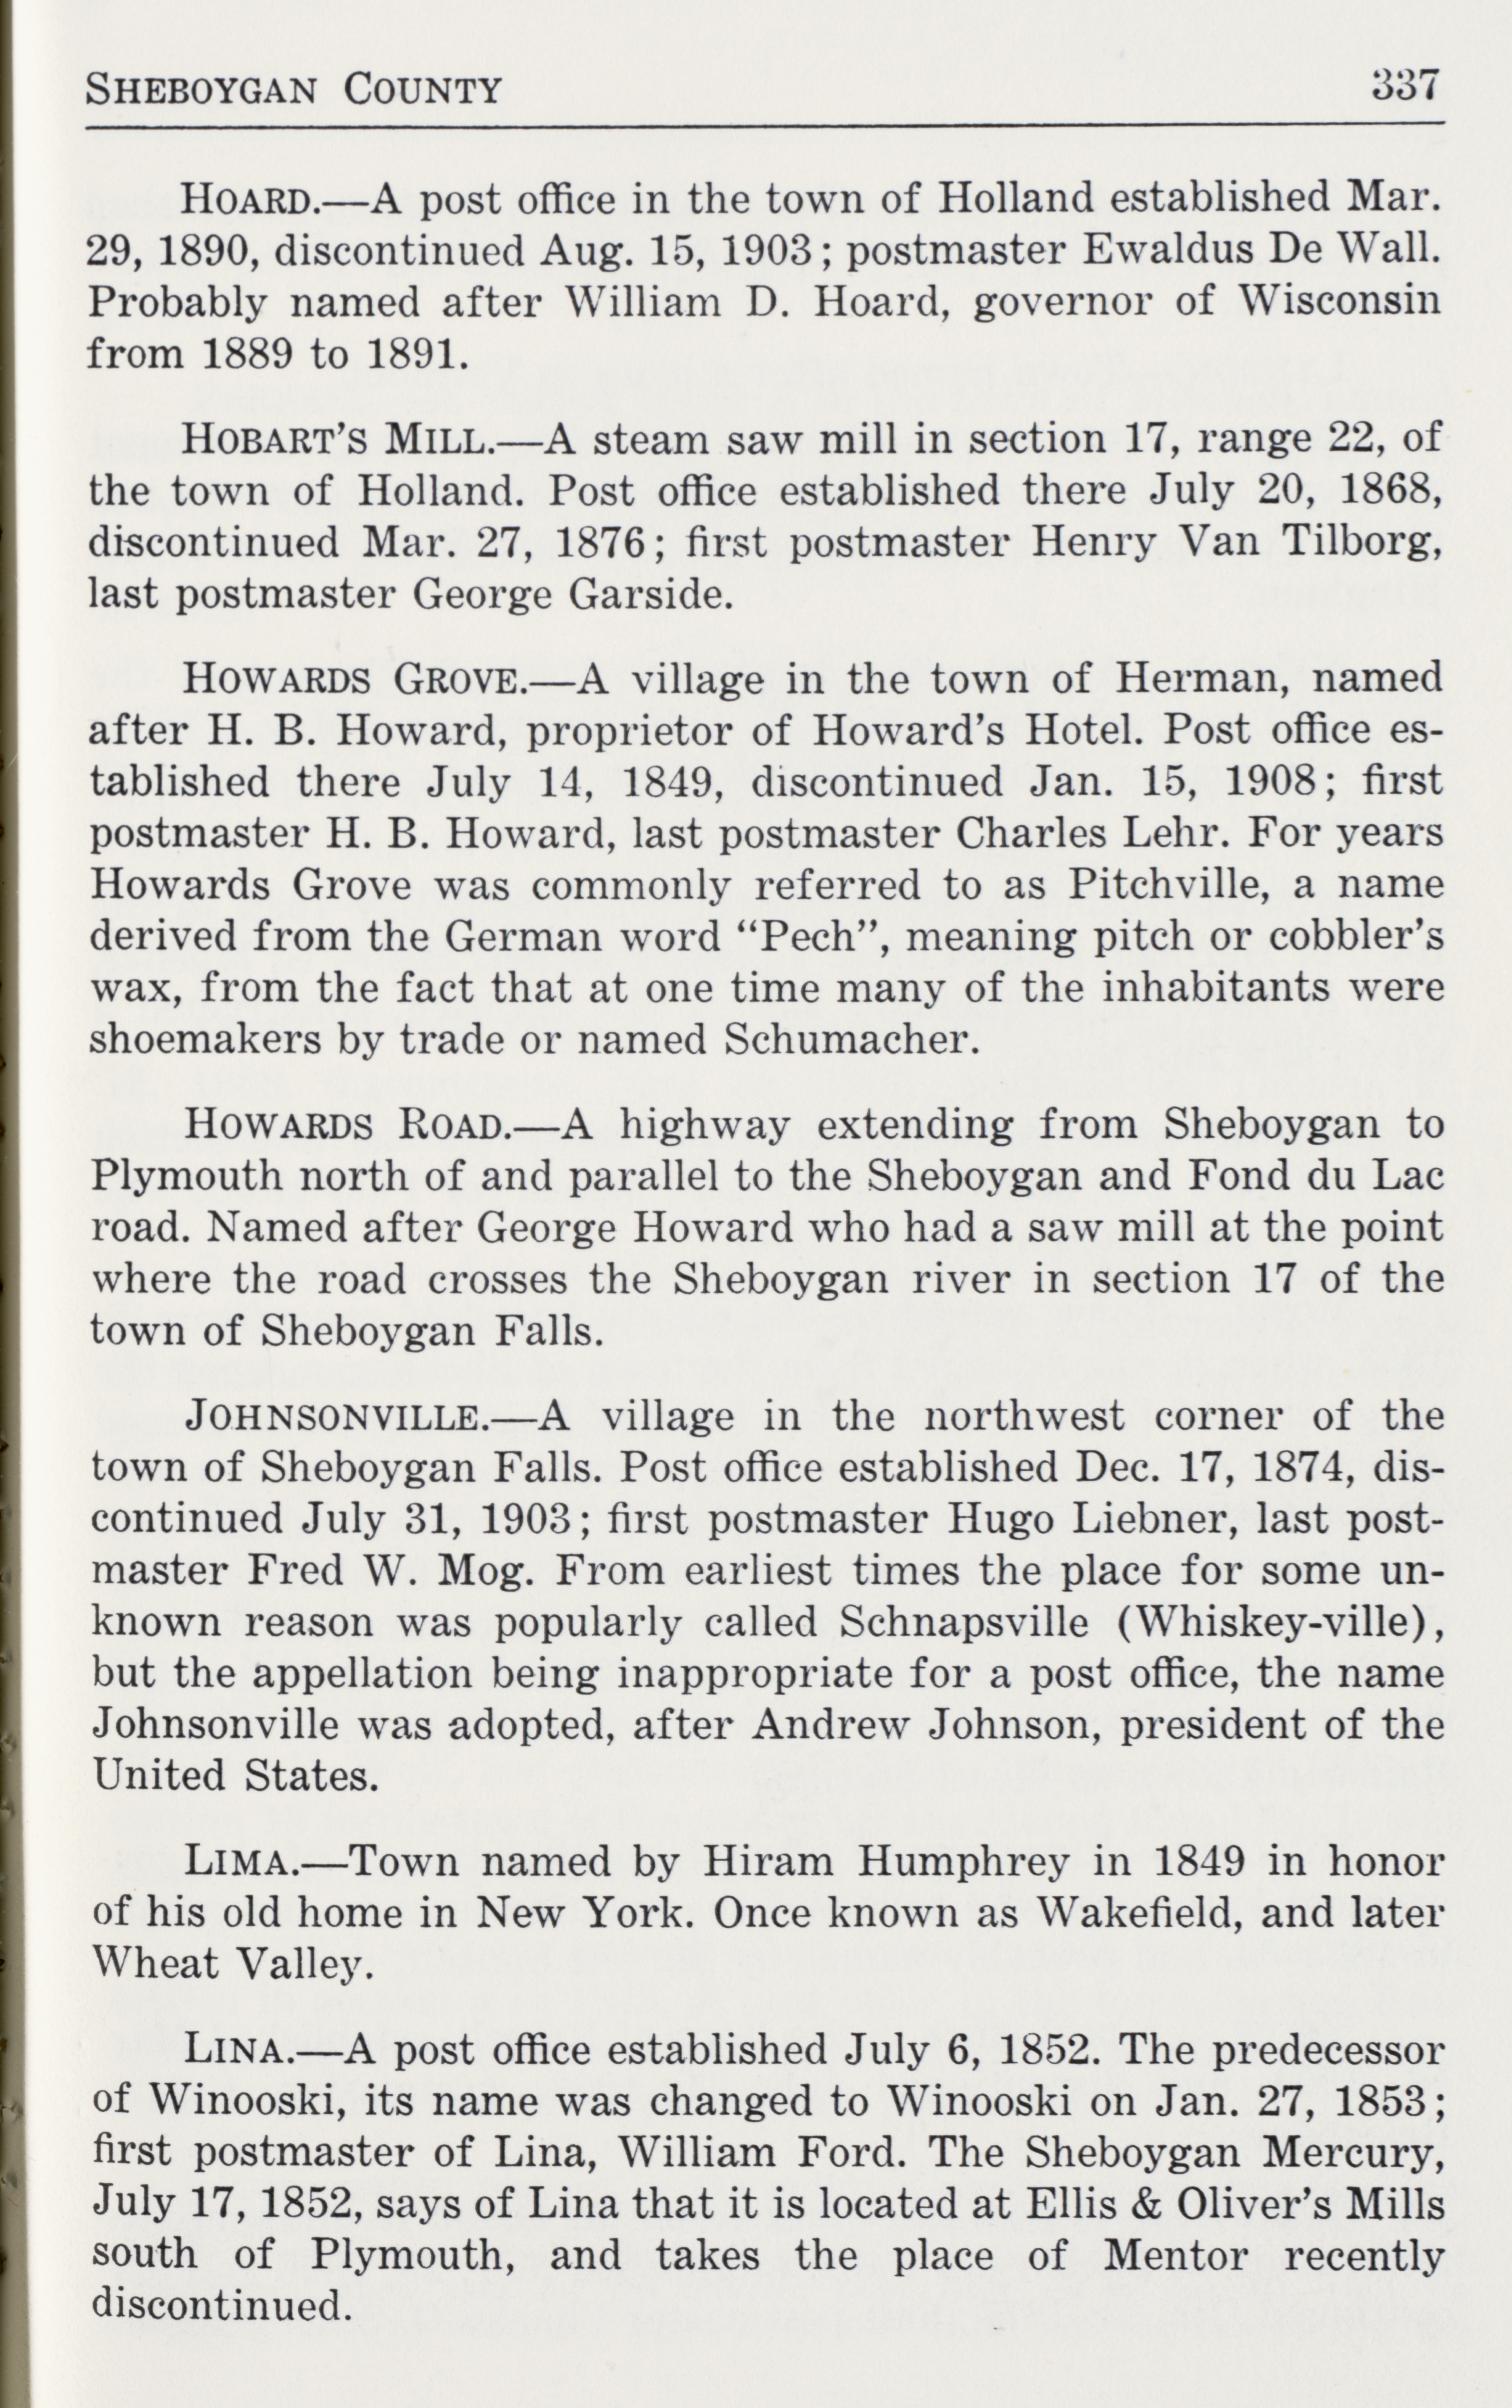 SHEBOYGAN COUNTY 337
HOARD.—A post office in the town of Holland established Mar.
29, 1890, discontinued Aug. 15, 1903; postmaster Ewaldus De Wall.
Probably named after William D. Hoard, governor of Wisconsin
from 1889 to 1891.
HOBART'S MILL.—A steam saw mill in section 17, range 22, of
the town of Holland. Post office established there July 20, 1868,
discontinued Mar. 27, 1876; first postmaster Henry Van Tilborg,
last postmaster George Garside.
HOWARDS GROVE.—A village in the town of Herman, named
after H. B. Howard, proprietor of Howard's Hotel. Post office es-
tablished there July 14, 1849, discontinued Jan. 15, 1908; first
postmaster H. B. Howard, last postmaster Charles Lehr. For years
Howards Grove was commonly referred to as Pitchville, a name
derived from the German word “Pech”, meaning pitch or cobbler's
wax, from the fact that at one time many of the inhabitants were
shoemakers by trade or named Schumacher.
HOWARDS ROAD.—A highway extending from Sheboygan to
Plymouth north of and parallel to the Sheboygan and Fond du Lac
road. Named after George Howard who had a saw mill at the point
where the road crosses the Sheboygan river in section 17 of the
town of Sheboygan Falls.
JOHNSONVILLE.—A village in the northwest corner of the
town of Sheboygan Falls. Post office established Dec. 17, 1874, dis-
continued July 31, 1903; first postmaster Hugo Liebner, last post-
master Fred W. Mog. From earliest times the place for some un-
known reason was popularly called Schnapsville (Whiskey-ville),
but the appellation being inappropriate for a post office, the name
Johnsonville was adopted, after Andrew Johnson, president of the
United States.
LIMA.—Town named by Hiram Humphrey in 1849 in honor
of his old home in New York. Once known as Wakefield, and later
Wheat Valley.
LINA.—A post office established July 6, 1852. The predecessor
of Winooski, its name was changed to Winooski on Jan. 27, 1853;
first postmaster of Lina, William Ford. The Sheboygan Mercury,
July 17, 1852, says of Lina that it is located at Ellis & Oliver's Mills
south of Plymouth, and takes the place of Mentor recently
discontinued.